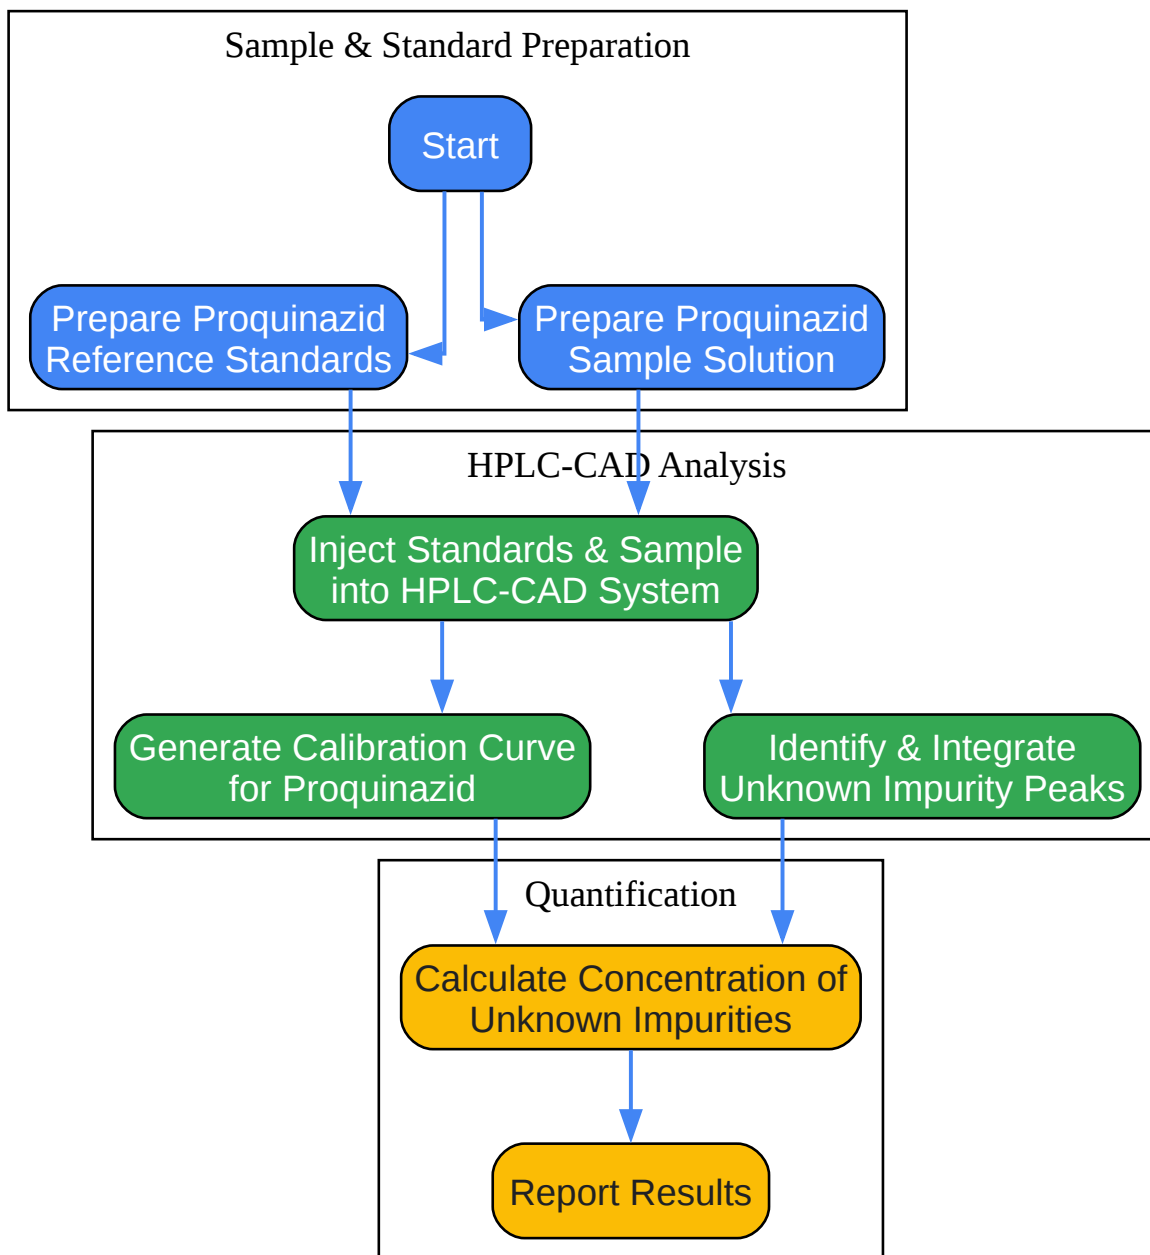 Sample & Standard Preparation
Start
Prepare Proquinazid
Reference Standards
Prepare Proquinazid
Sample Solution
HPLC-CAD Analysis
Inject Standards & Sample
into HPLC-CAD System
Generate Calibration Curve
for Proquinazid
Identify & Integrate
Unknown Impurity Peaks
Quantification
Calculate Concentration of
Unknown Impurities
Report Results